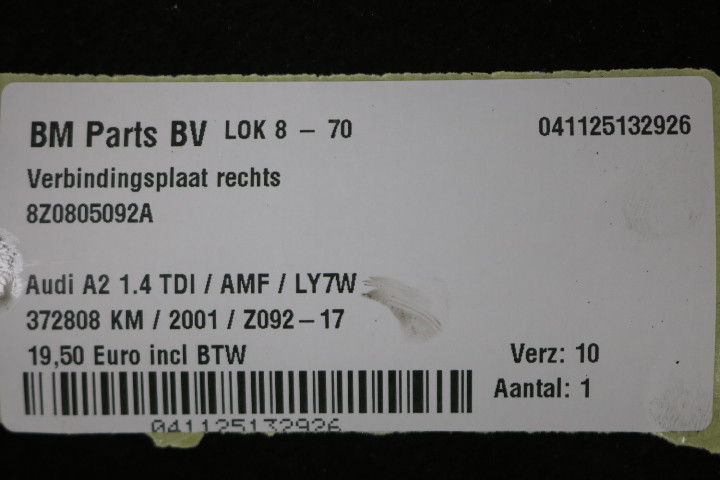 BM Parts BV LOK 8 – 70 041125132926
Verbindingsplaat rechts
8Z0805092A
Audi A2 1.4 TDI / AMF / LY7W
372808 KM / 2001 / Z092–17
19,50 Euro incl BTW Verz: 10
Aantal: 1
041125132926